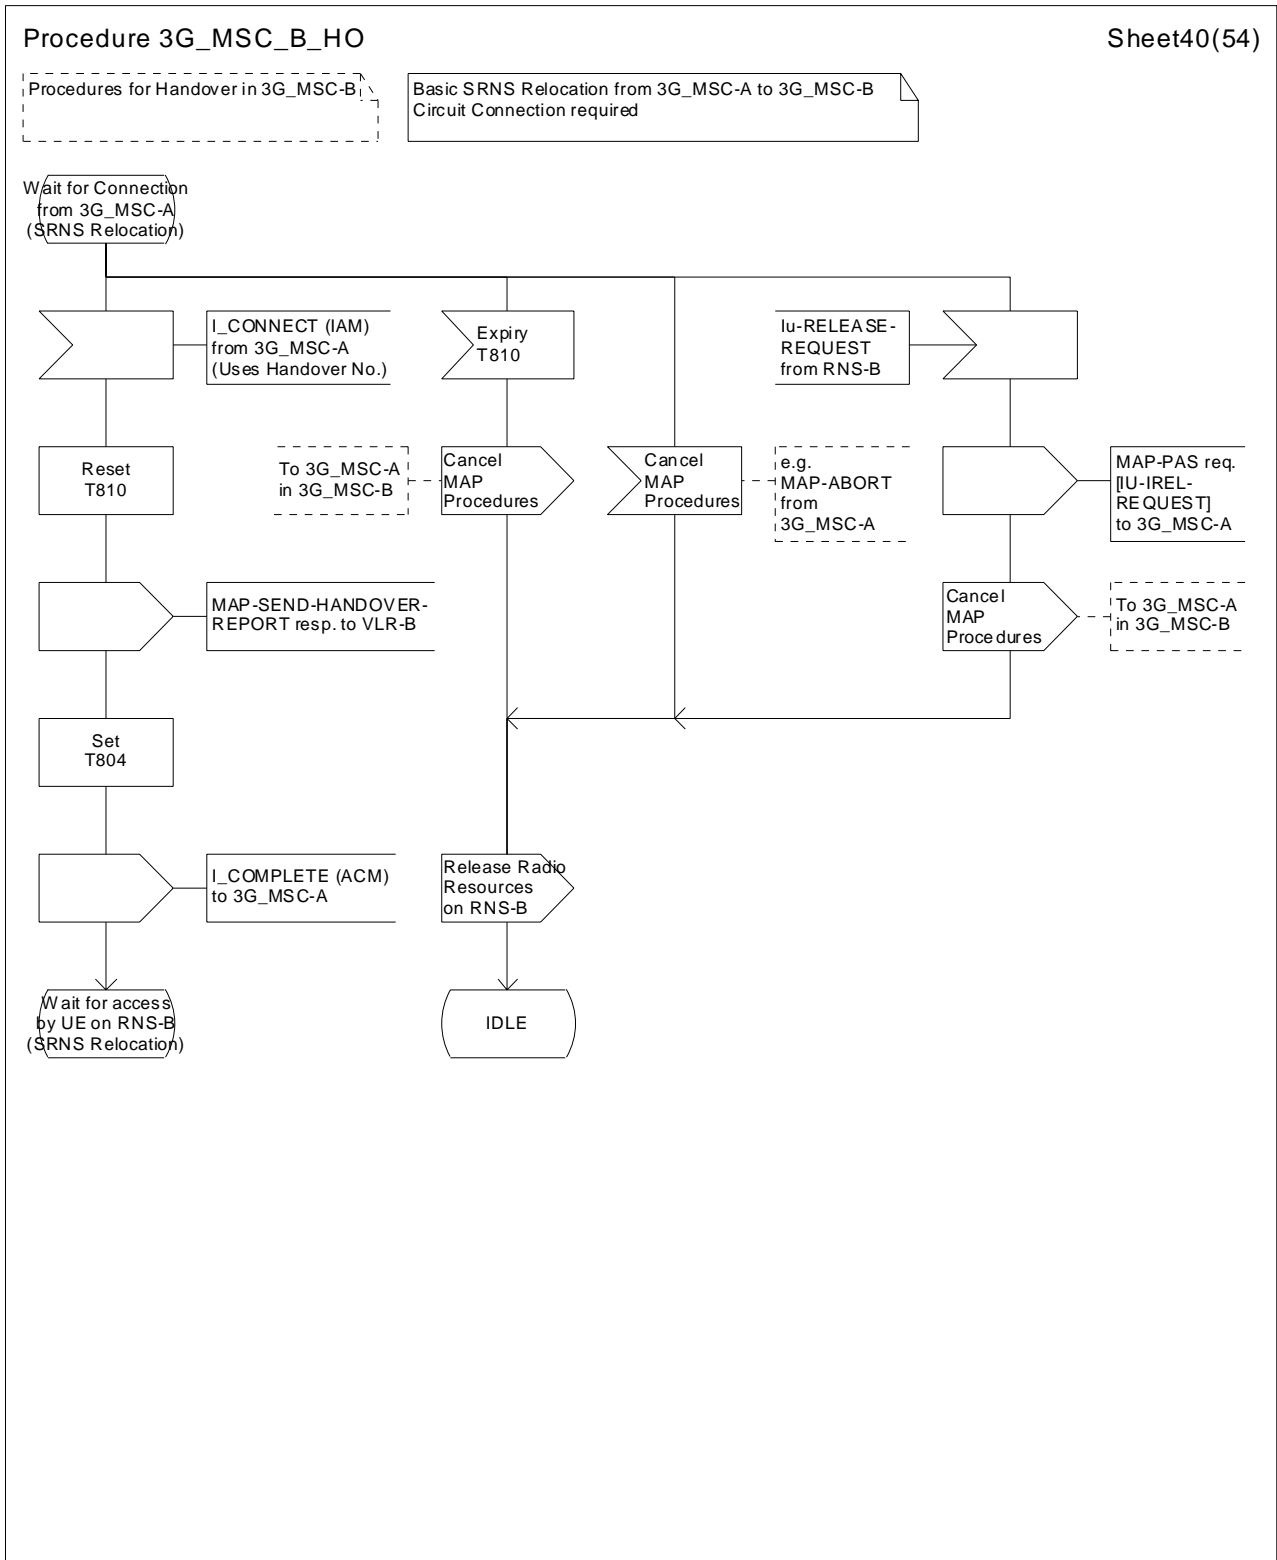 Procedure 3G_MSC_B_HO
Sheet40(54)
Procedures for Handover in 3G_MSC-B
Basic SRNS Relocation from 3G_MSC-A to 3G_MSC-B
Circuit Connection required
Wait for Connection
from 3G_MSC-A
(SRNS Relocation)
I_CONNECT (IAM)
from 3G_MSC-A
(Uses Handover No.)
Expiry
T810
Iu-RELEASE-
REQUEST
from RNS-B
Reset
T810
To 3G_MSC-A
in 3G_MSC-B
Cancel
MAP
Procedures
Cancel
MAP
Procedures
e.g.
MAP-ABORT
from
3G_MSC-A
MAP-PAS req.
[IU-IREL-
REQUEST]
to 3G_MSC-A
MAP-SEND-HANDOVER-
REPORT resp. to VLR-B
Cancel
MAP
Procedures
To 3G_MSC-A
in 3G_MSC-B
Set
T804
I_COMPLETE (ACM)
to 3G_MSC-A
Release Radio
Resources
on RNS-B
Wait for access
by UE on RNS-B
(SRNS Relocation)
IDLE